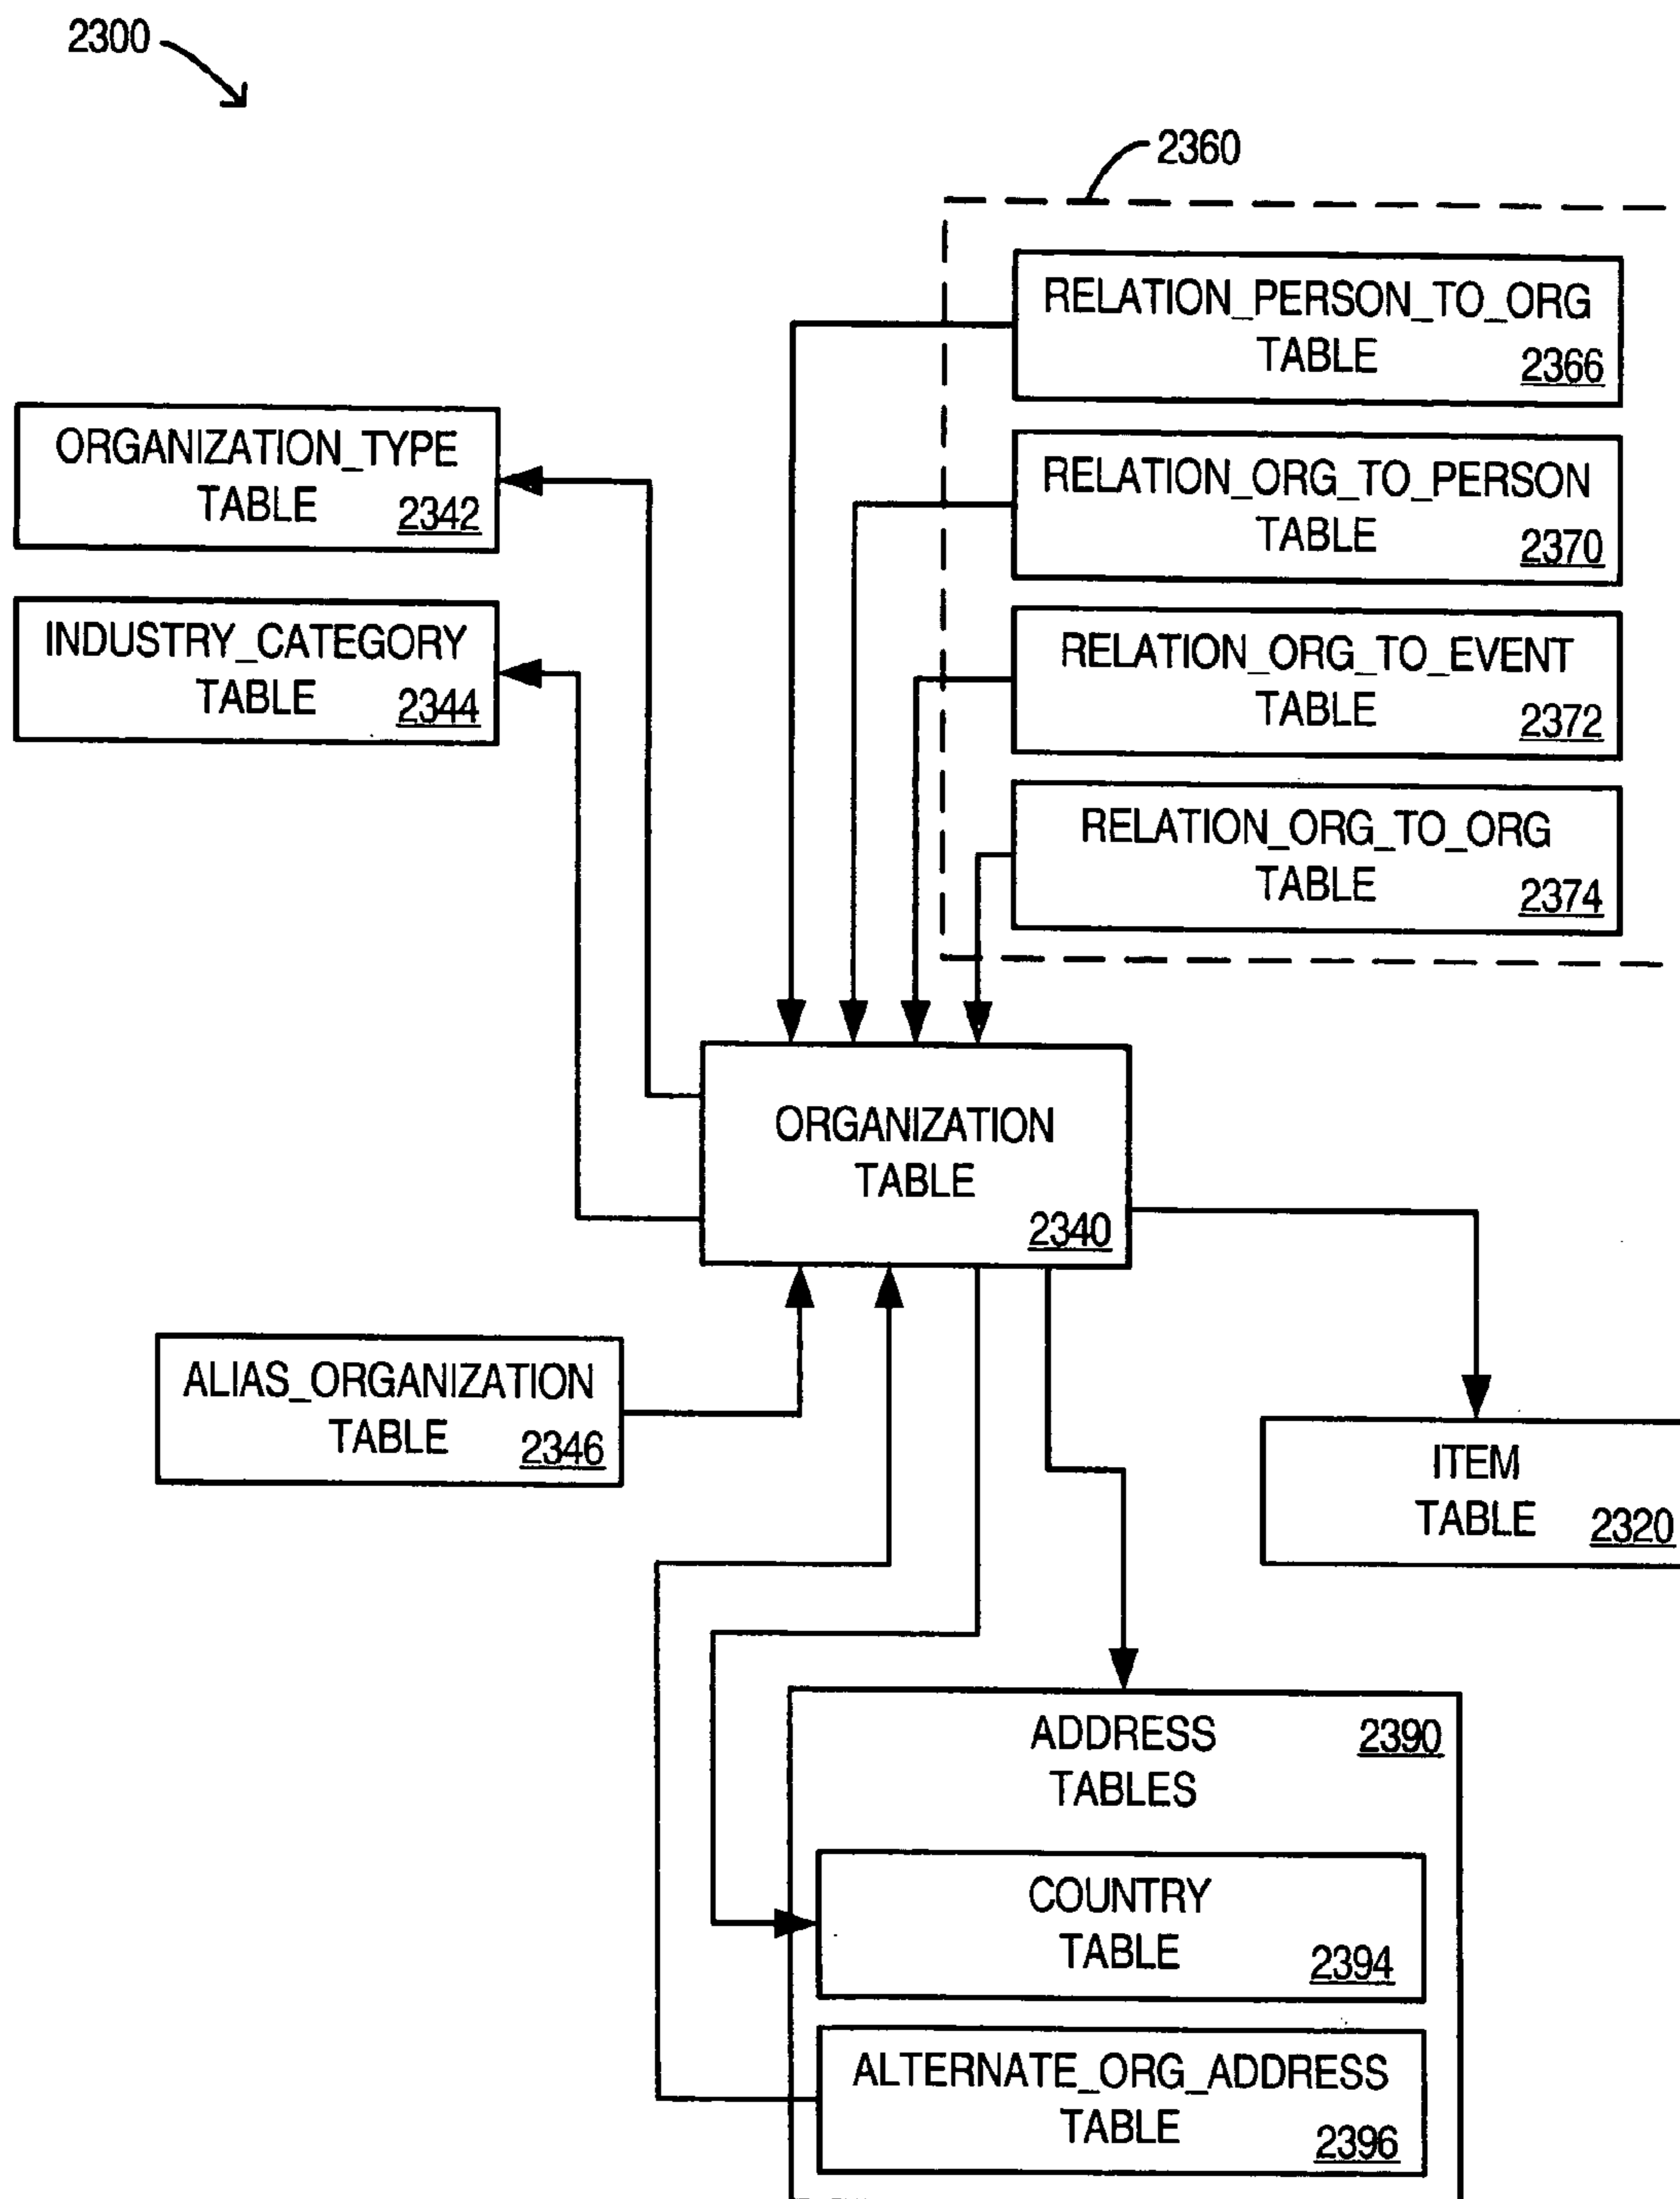 2300
2360
RELATION_PERSON_TO_ORG
TABLE 2366
RELATION_ORG_TO_PERSON
TABLE 2370
RELATION_ORG_TO_EVENT
TABLE 2372
RELATION_ORG_TO_ORG
TABLE 2374
ORGANIZATION_TYPE
TABLE 2342
INDUSTRY_CATEGORY
TABLE 2344
ORGANIZATION
TABLE
2340
ALIAS_ORGANIZATION
TABLE 2346
ITEM
TABLE 2320
ADDRESS 2390
TABLES
COUNTRY
TABLE 2394
ALTERNATE_ORG_ADDRESS
TABLE 2396